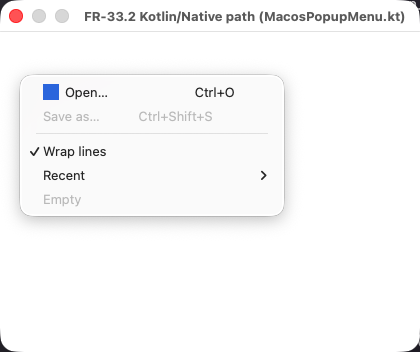 FR-33.2 Kotlin/Native path (MacosPopupMenu.kt)
Open... Ctrl+O
Save as... Ctrl+Shift+S
Wrap lines
Recent
Empty